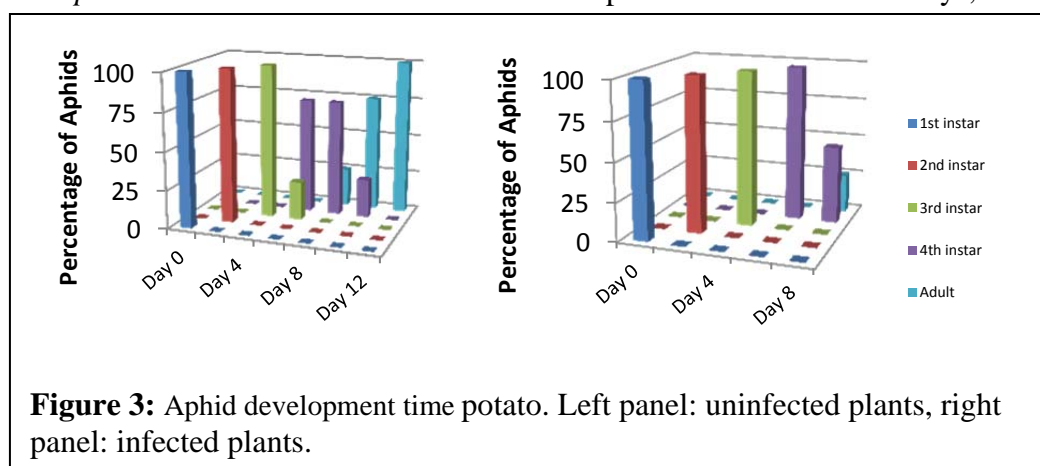 Percentage of Aphids
100
75
50
25
0
Day 0
Day 4
Day 8
Day 12
Percentage of Aphids
100
75
50
25
0
Day 0
Day 4
Day 8
1st instar
2nd instar
3rd instar
4th instar
Adult
Figure 3: Aphid development time potato. Left panel: uninfected plants, right
panel: infected plants.